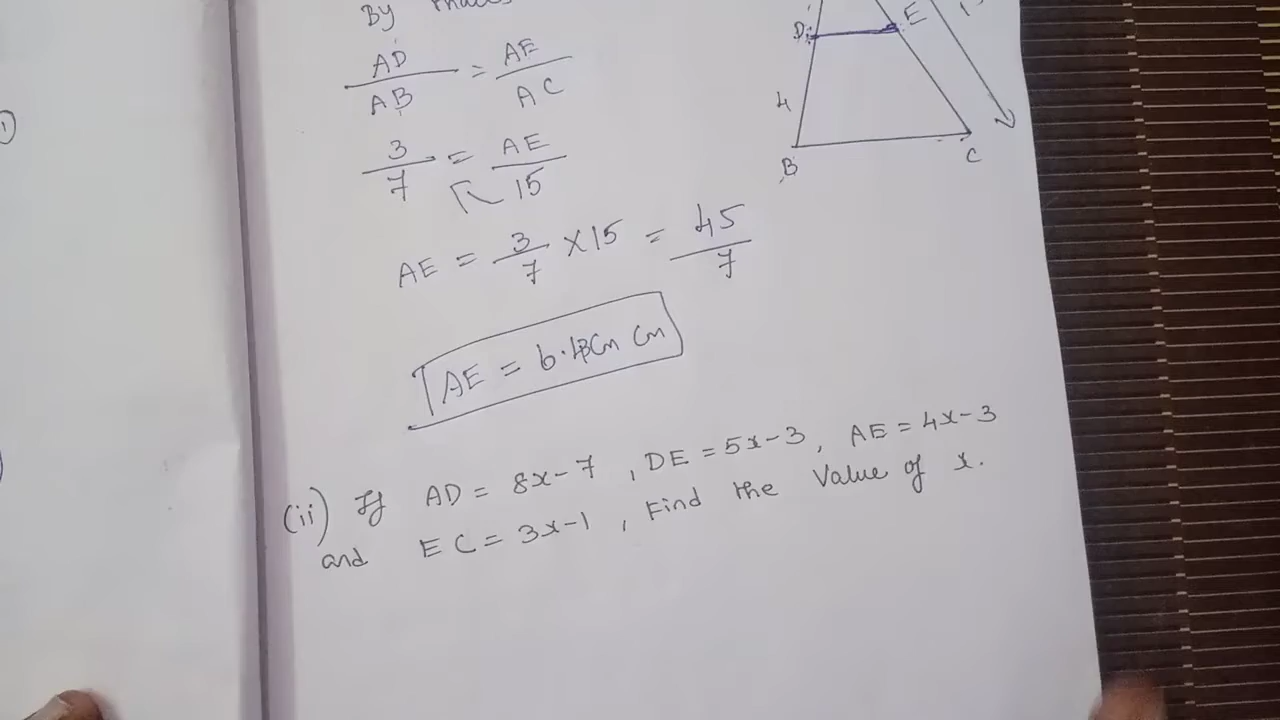 By
AD / AB = AE / AC
3 / 7 = AE / 15
AE = 3/7 × 15 = 45/7
AE = 6.43cm cm
(ii) If AD = 8x-7, DE = 5x-3, AE = 4x-3
and EC = 3x-1, Find the Value of x.
D E
4
B C